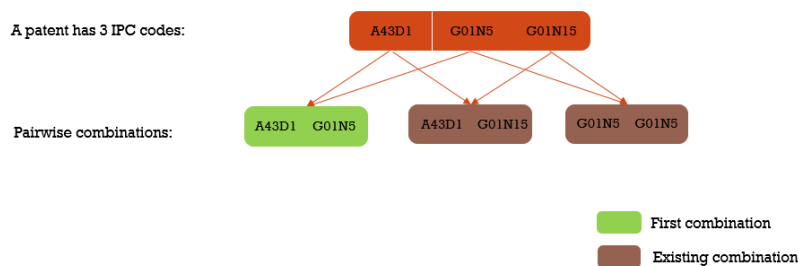 A patent has 3 IPC codes:
A43D1 G01N5 G01N15
Pairwise combinations:
A43D1 G01N5
A43D1 G01N15
G01N5 G01N5
First combination
Existing combination